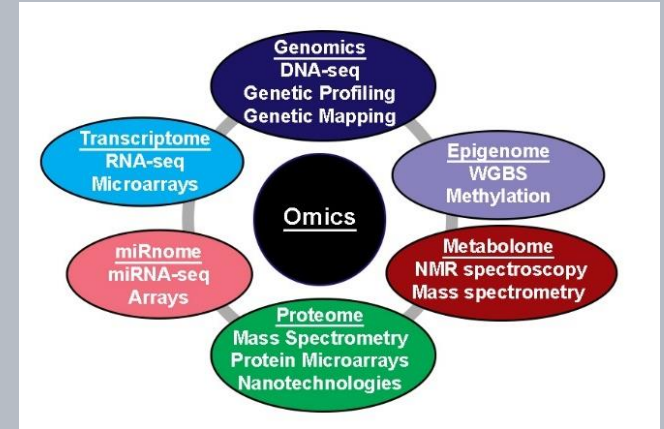 Genomics
DNA-seq
Genetic Profiling
Genetic Mapping
Transcriptome
RNA-seq
Microarrays
Epigenome
WGBS
Methylation
Omics
miRnome
miRNA-seq
Arrays
Metabolome
NMR spectroscopy
Mass spectrometry
Proteome
Mass Spectrometry
Protein Microarrays
Nanotechnologies